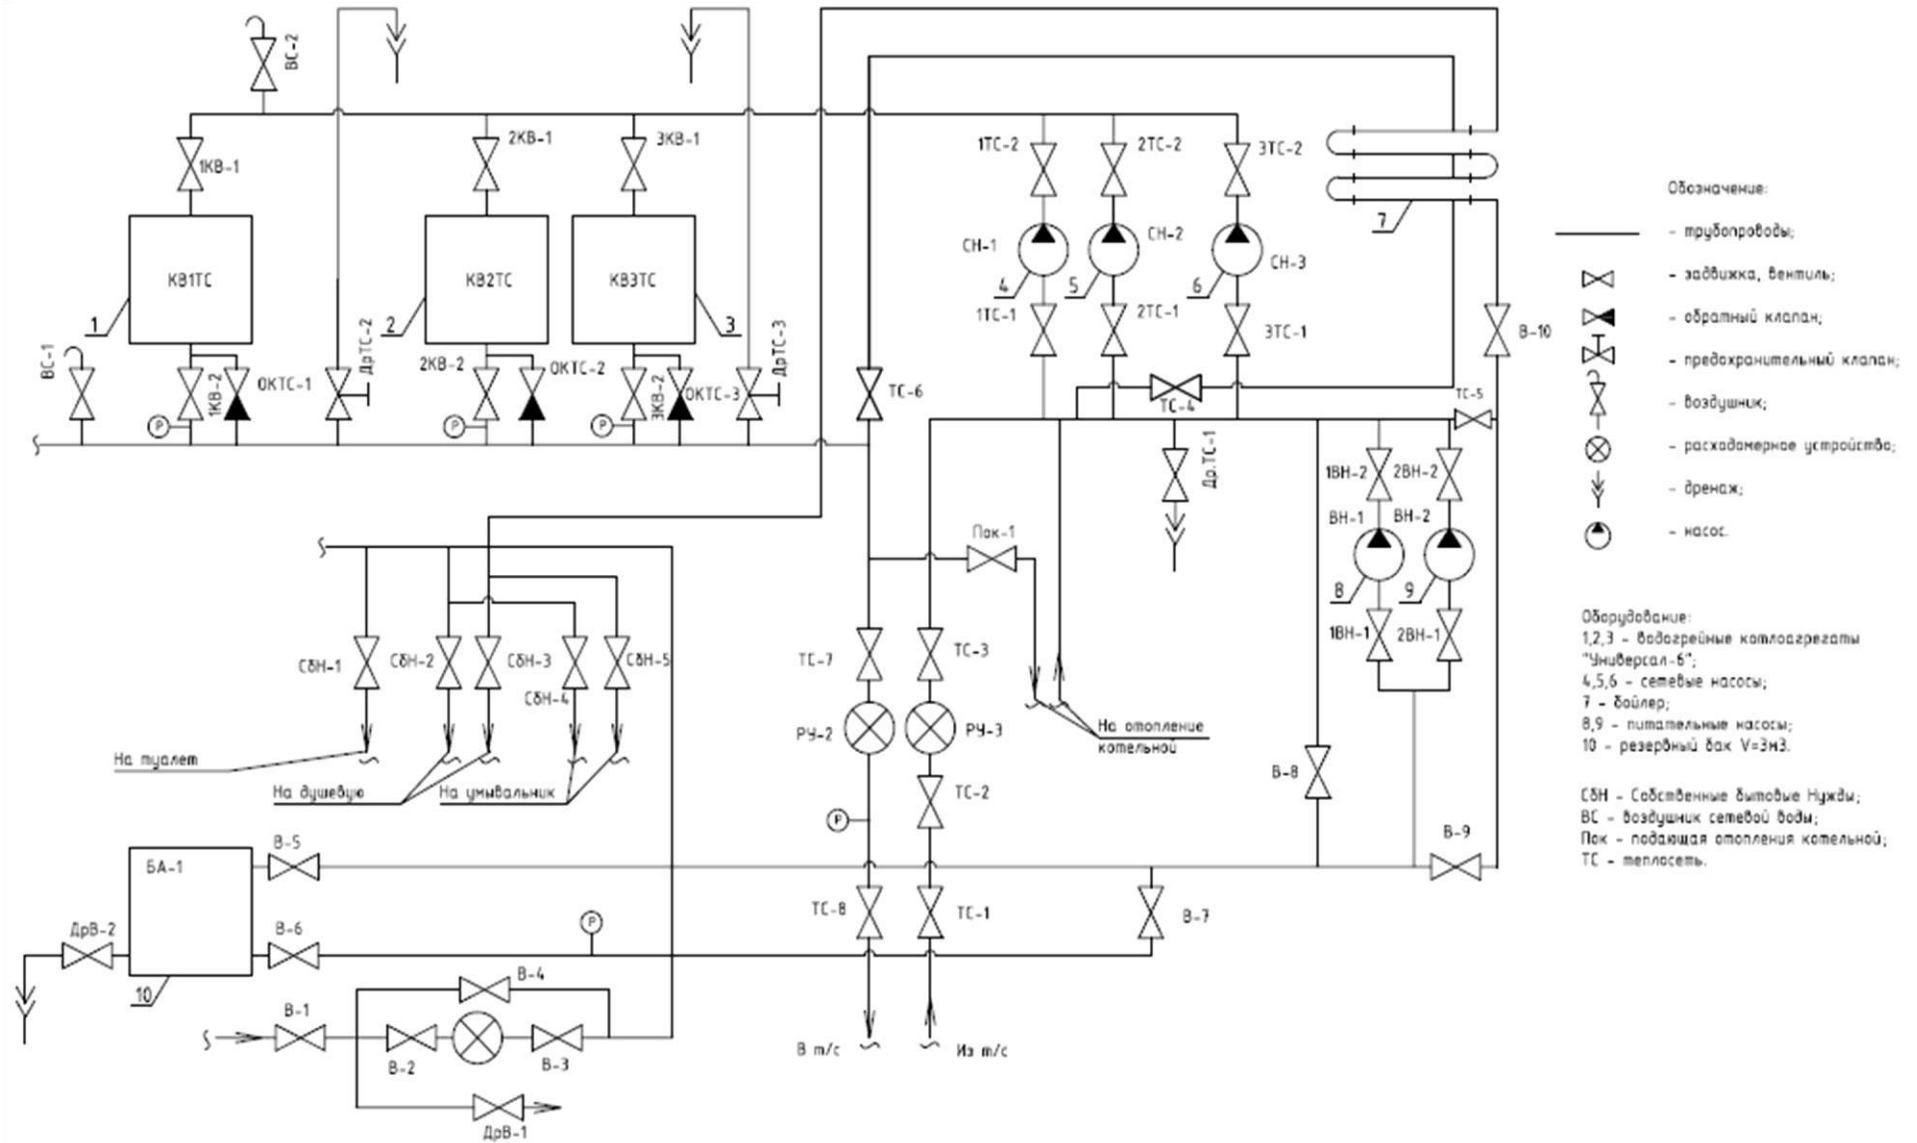 ВС-2
1КВ-1
2КВ-1
3КВ-1
КВ1ТС
КВ2ТС
КВ3ТС
1
2
3
ВС-1
1КВ-2
ОКТС-1
ДрТС-2
2КВ-2
ОКТС-2
3КВ-2
ОКТС-3
ДрТС-3
P
P
P
ТС-6
1ТС-2
2ТС-2
3ТС-2
СН-1
СН-2
СН-3
4
5
6
7
1ТС-1
2ТС-1
3ТС-1
В-10
ТС-4
ТС-5
Др.ТС-1
1ВН-2
2ВН-2
ВН-1
ВН-2
8
9
1ВН-1
2ВН-1
Пок-1
СбН-1
СбН-2
СбН-3
СбН-4
СбН-5
ТС-7
ТС-3
РУ-2
РУ-3
На отопление
котельной
На туалет
На душевую
На умывальник
ТС-2
P
В-8
В-9
БА-1
В-5
ТС-8
ТС-1
В-7
ДрВ-2
В-6
P
10
В-4
В-1
В-2
В-3
ДрВ-1
В т/с
Из т/с
Обозначение:
- трубопроводы;
- задвижка, вентиль;
- обратный клапан;
- предохранительный клапан;
- воздушник;
- расходомерное устройство;
- дренаж;
- насос.
Оборудование:
1,2,3 - водогрейные котлоагрегаты
"Универсал-6";
4,5,6 - сетевые насосы;
7 - бойлер;
8,9 - питательные насосы;
10 - резервный бак V=3м3.
СбН - Собственные бытовые Нужды;
ВС - воздушник сетевой воды;
Пок - подающая отопления котельной;
ТС - теплосеть.